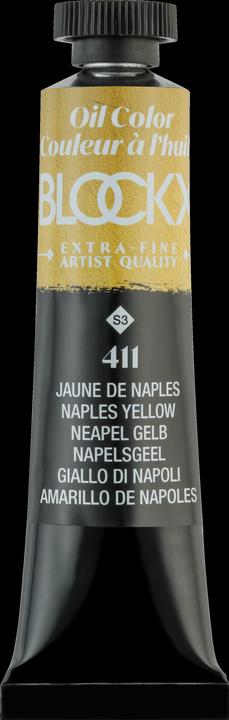 Oil Color
Couleur à l'huil
BLOCKX
EXTRA-FINE
ARTIST QUALITY
S3
411
JAUNE DE NAPLES
NAPLES YELLOW
NEAPEL GELB
NAPELSGEEL
GIALLO DI NAPOLI
AMARILLO DE NAPOLES